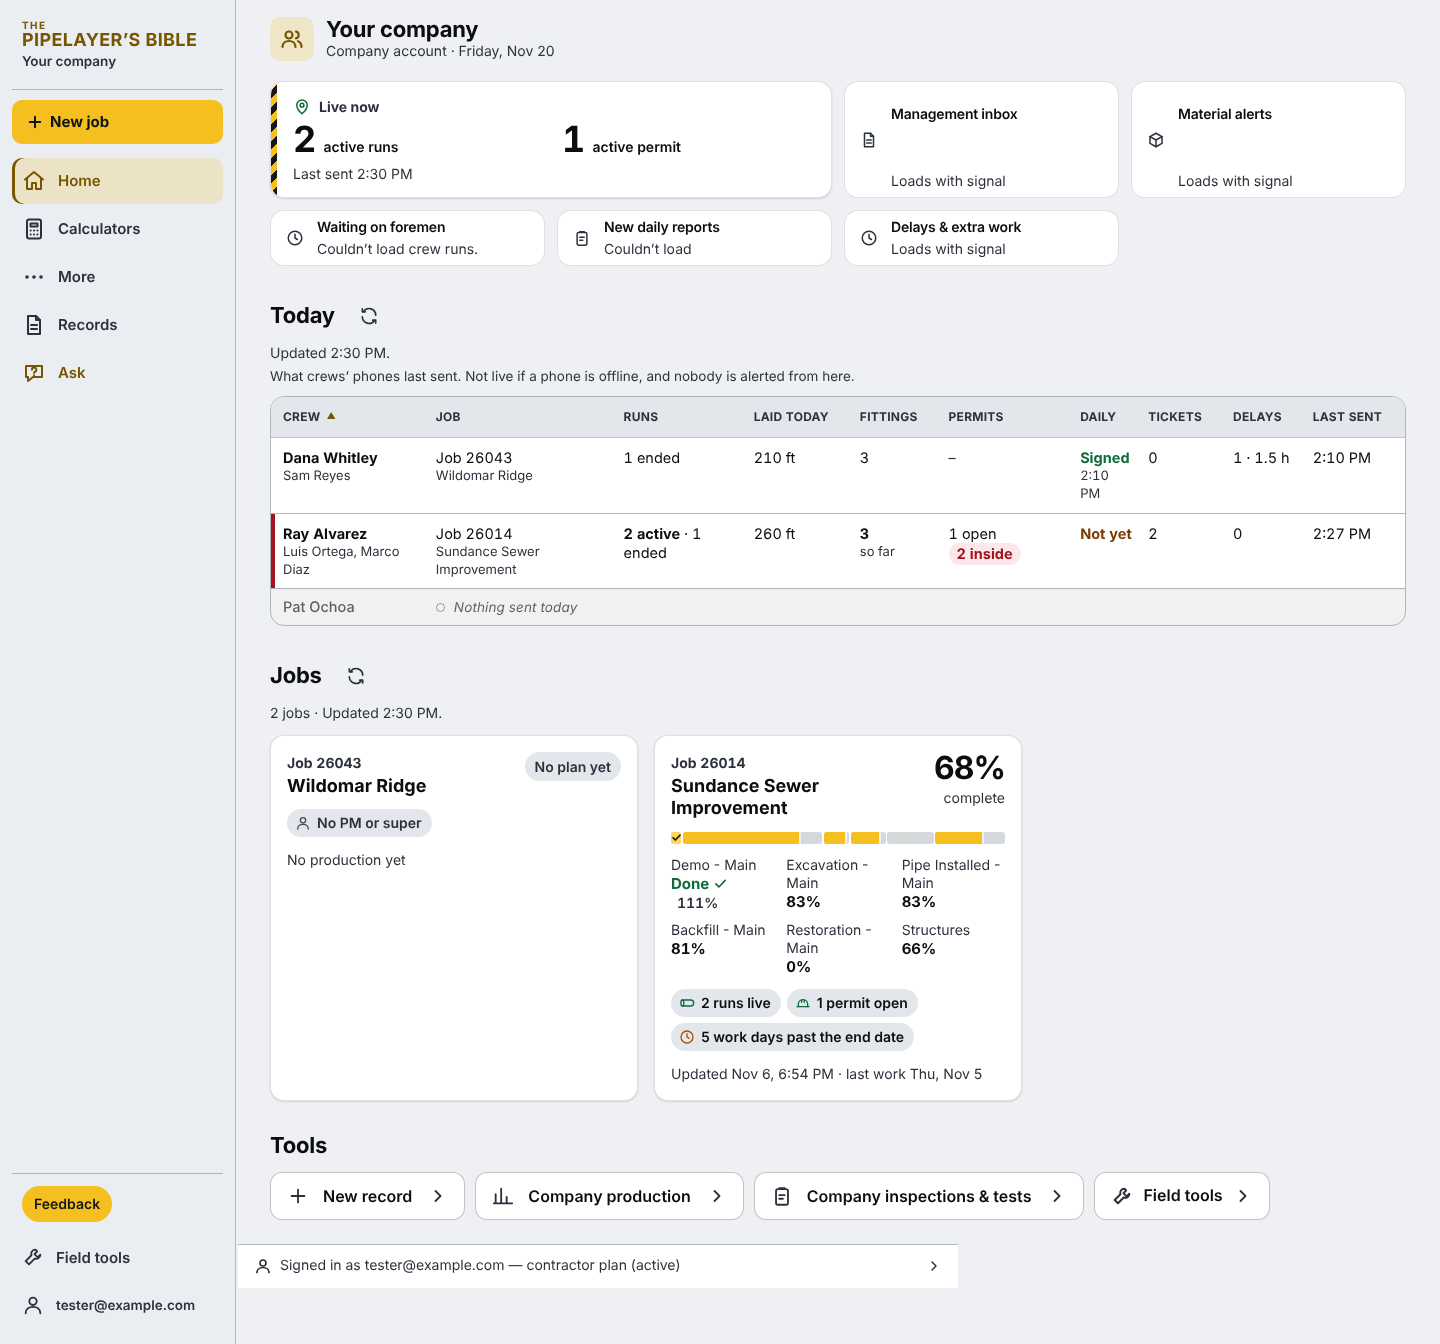 THE
PIPELAYER’S BIBLE
Your company
New job
Home
Calculators
More
Records
Ask
Feedback
Field tools
tester@example.com
Your company
Company account · Friday, Nov 20
Live now
2 active runs
1 active permit
Last sent 2:30 PM
Management inbox
Loads with signal
Material alerts
Loads with signal
Waiting on foremen
Couldn’t load crew runs.
New daily reports
Couldn’t load
Delays & extra work
Loads with signal
Today
Updated 2:30 PM.
What crews’ phones last sent. Not live if a phone is offline, and nobody is alerted from here.
CREW JOB RUNS LAID TODAY FITTINGS PERMITS DAILY TICKETS DELAYS LAST SENT
Dana Whitley Job 26043 1 ended 210 ft 3 – Signed 0 1 · 1.5 h 2:10 PM
Sam Reyes Wildomar Ridge 2:10
PM
Ray Alvarez Job 26014 2 active · 1 260 ft 3 1 open Not yet 2 0 2:27 PM
Luis Ortega, Marco Sundance Sewer ended so far 2 inside
Diaz Improvement
Pat Ochoa Nothing sent today
Jobs
2 jobs · Updated 2:30 PM.
Job 26043
Wildomar Ridge
No plan yet
No PM or super
No production yet
Job 26014
Sundance Sewer
Improvement
68%
complete
Demo - Main
Done
111%
Excavation -
Main
83%
Pipe Installed -
Main
83%
Backfill - Main
81%
Restoration -
Main
0%
Structures
66%
2 runs live
1 permit open
5 work days past the end date
Updated Nov 6, 6:54 PM · last work Thu, Nov 5
Tools
New record
Company production
Company inspections & tests
Field tools
Signed in as tester@example.com — contractor plan (active)